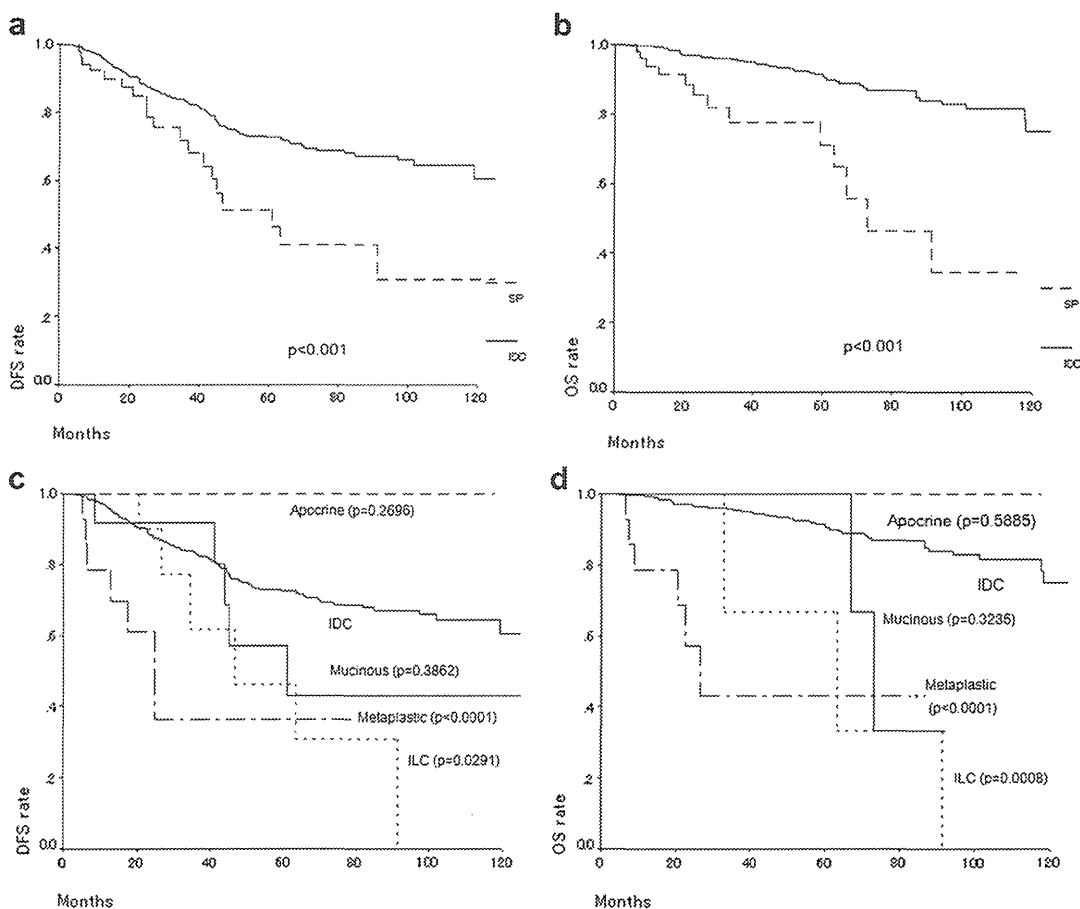 a
1.0
.8
.6
.4
.2
0.0
DFS rate
p<0.001
SP
IDC
0 20 40 60 80 100 120
Months
b
1.0
.8
.6
.4
.2
0.0
OS rate
p<0.001
SP
IDC
0 20 40 60 80 100 120
Months
c
1.0
.8
.6
.4
.2
0.0
DFS rate
Apocrine (p=0.2696)
IDC
Mucinous (p=0.3862)
Metaplastic (p<0.0001)
ILC (p=0.0291)
0 20 40 60 80 100 120
Months
d
1.0
.8
.6
.4
.2
0.0
OS rate
Apocrine (p=0.5885)
IDC
Mucinous (p=0.3235)
Metaplastic
(p<0.0001)
ILC (p=0.0008)
0 20 40 60 80 100 120
Months